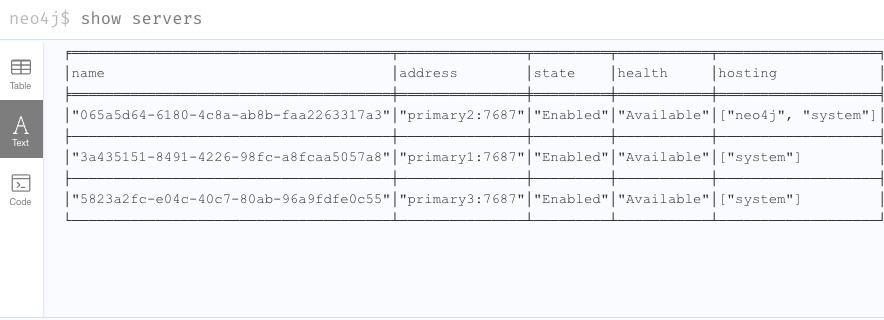 neo4j$ show servers
Table
Text
Code
name address state health hosting
"065a5d64-6180-4c8a-ab8b-faa2263317a3" "primary2:7687" "Enabled" "Available" ["neo4j", "system"]
"3a435151-8491-4226-98fc-a8fcaa5057a8" "primary1:7687" "Enabled" "Available" ["system"]
"5823a2fc-e04c-40c7-80ab-96a9fdfe0c55" "primary3:7687" "Enabled" "Available" ["system"]